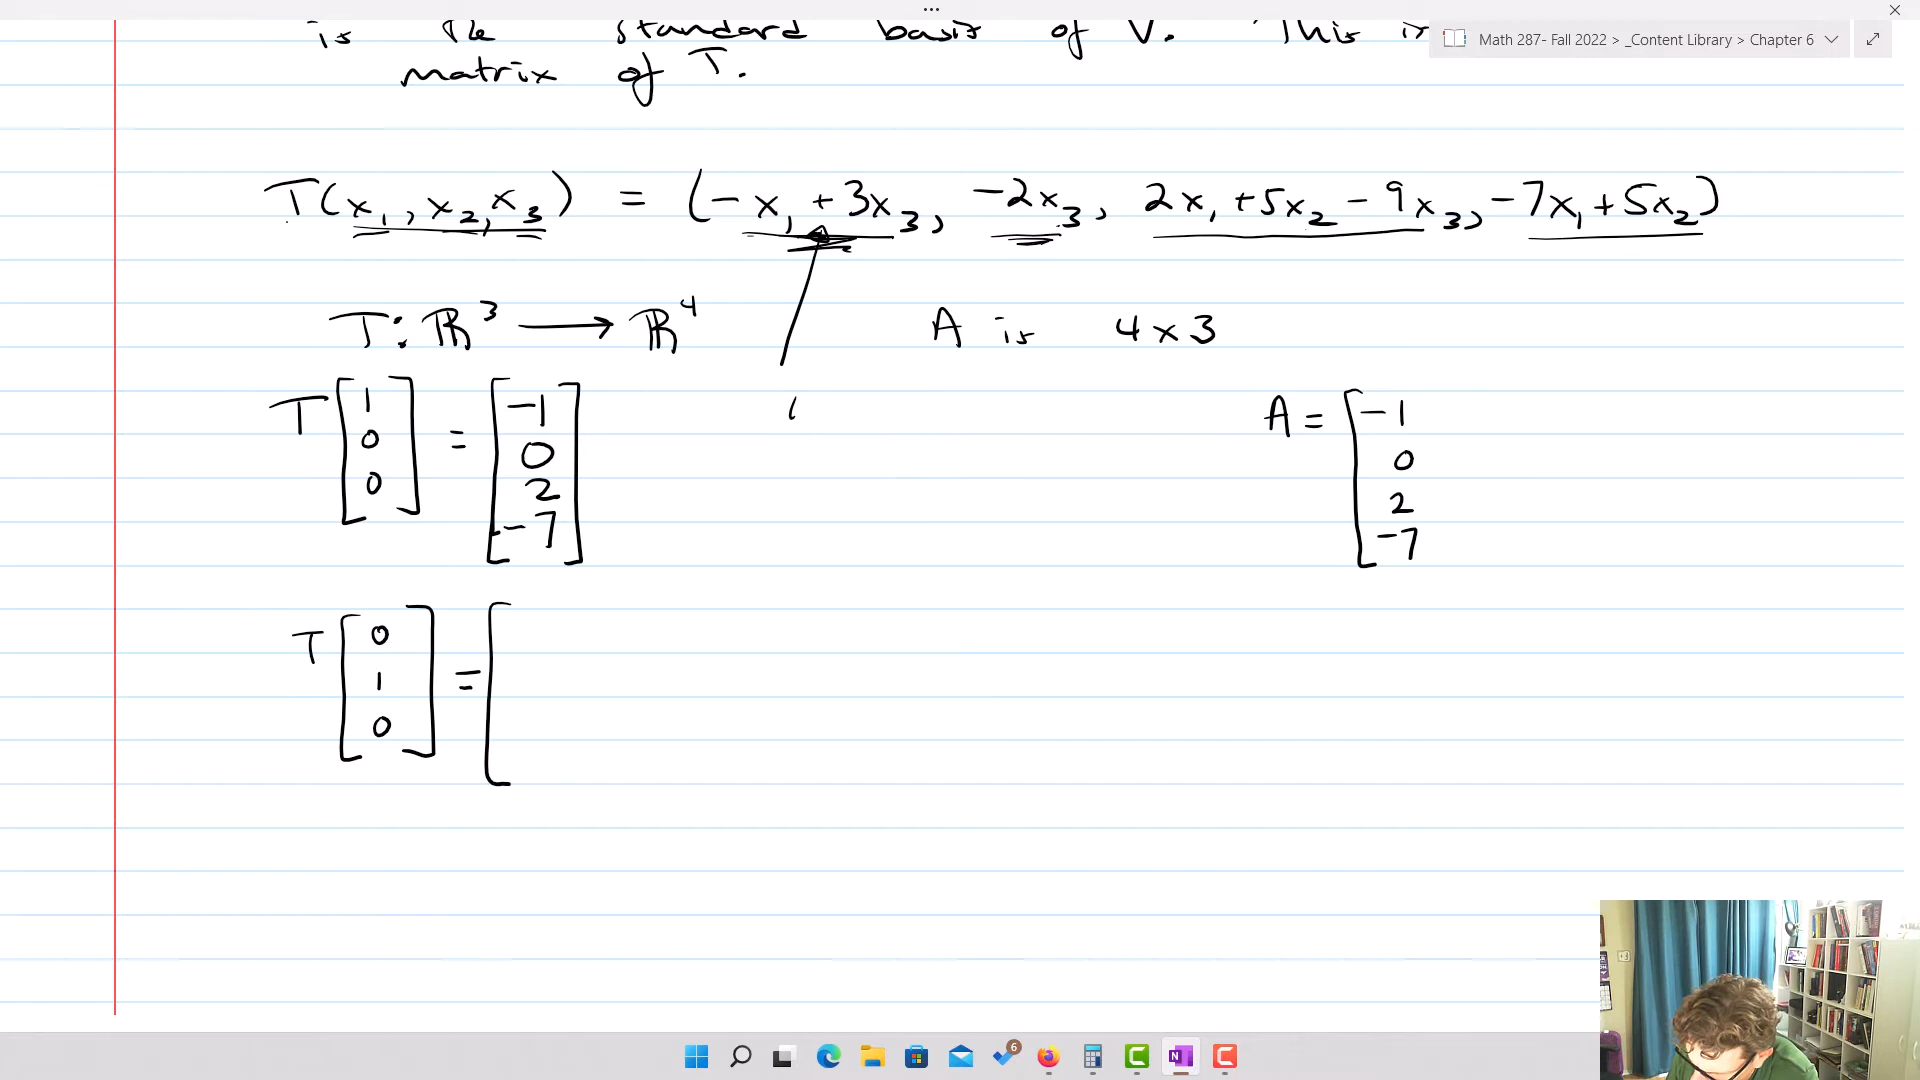 is the standard basis of V. This is
Math 287- Fall 2022 > _Content Library > Chapter 6
matrix of T.
T(x₁, x₂, x₃) = (-x₁ + 3x₃, -2x₃, 2x₁ + 5x₂ - 9x₃, -7x₁ + 5x₂)
T: ℝ³ → ℝ⁴ A is 4 x 3
T [1 0 0] = [-1 0 2 -7]
A = [-1 0 2 -7
T [0 1 0] = [
6